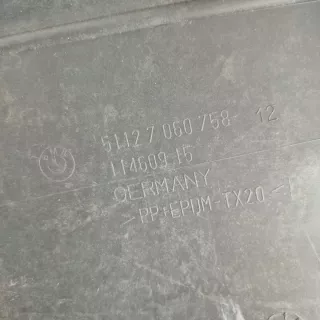 5112 7 060 758 - 12
114609 15
GERMANY
>PP+EPDM-TX20<